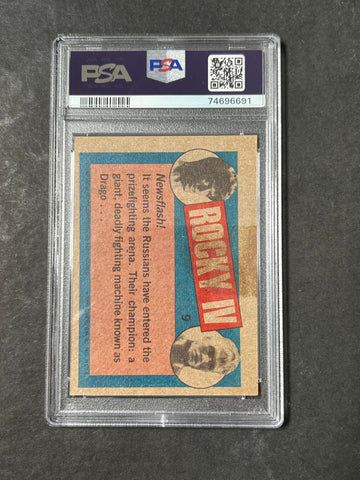 PSA
PSA
74696691
ROCKY IV
9
Newsflash!
It seems the Russians have entered the
prizefighting arena. Their champion: a
giant, deadly fighting machine known as
Drago . . .